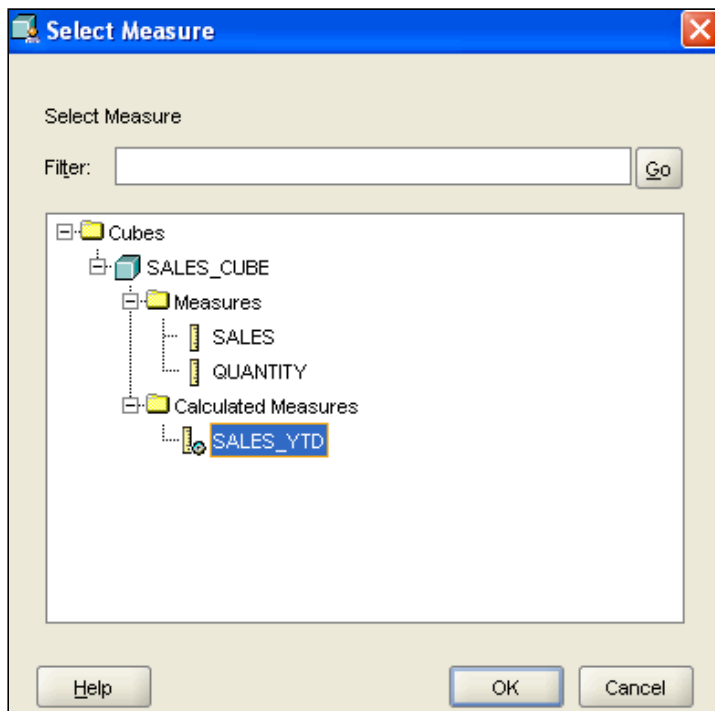 Select Measure
Select Measure
Filter:
Go
Cubes
SALES_CUBE
Measures
SALES
QUANTITY
Calculated Measures
SALES_YTD
Help OK Cancel